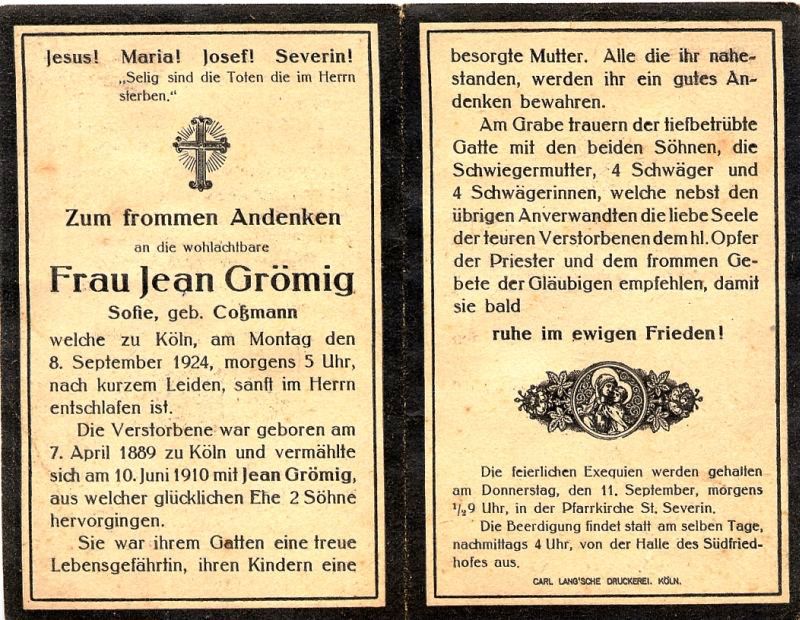 Jesus! Maria! Josef! Severin!
„Selig sind die Toten die im Herrn
sterben.“
Zum frommen Andenken
an die wohlachtbare
Frau Jean Grömig
Sofie, geb. Coßmann
welche zu Köln, am Montag den
8. September 1924, morgens 5 Uhr,
nach kurzem Leiden, sanft im Herrn
entschlafen ist.
Die Verstorbene war geboren am
7. April 1889 zu Köln und vermählte
sich am 10. Juni 1910 mit Jean Grömig,
aus welcher glücklichen Ehe 2 Söhne
hervorgingen.
Sie war ihrem Gatten eine treue
Lebensgefährtin, ihren Kindern eine
besorgte Mutter. Alle die ihr nahe-
standen, werden ihr ein gutes An-
denken bewahren.
Am Grabe trauern der tiefbetrübte
Gatte mit den beiden Söhnen, die
Schwiegermutter, 4 Schwäger und
4 Schwägerinnen, welche nebst den
übrigen Anverwandten die liebe Seele
der teuren Verstorbenen dem hl. Opfer
der Priester und dem frommen Ge-
bete der Gläubigen empfehlen, damit
sie bald
ruhe im ewigen Frieden!
Die feierlichen Exequien werden gehalten
am Donnerstag, den 11. September, morgens
½9 Uhr, in der Pfarrkirche St. Severin.
Die Beerdigung findet statt am selben Tage,
nachmittags 4 Uhr, von der Halle des Südfried-
hofes aus.
CARL LANG'SCHE DRUCKEREI. KÖLN.